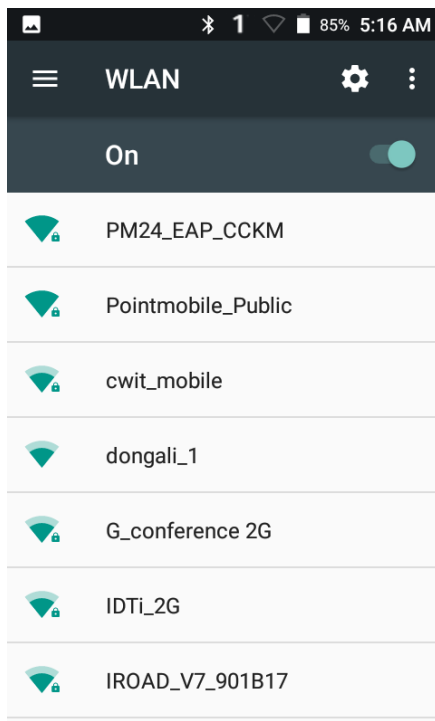 1 85% 5:16 AM
WLAN
On
PM24_EAP_CCKM
Pointmobile_Public
cwit_mobile
dongali_1
G_conference 2G
IDTi_2G
IROAD_V7_901B17